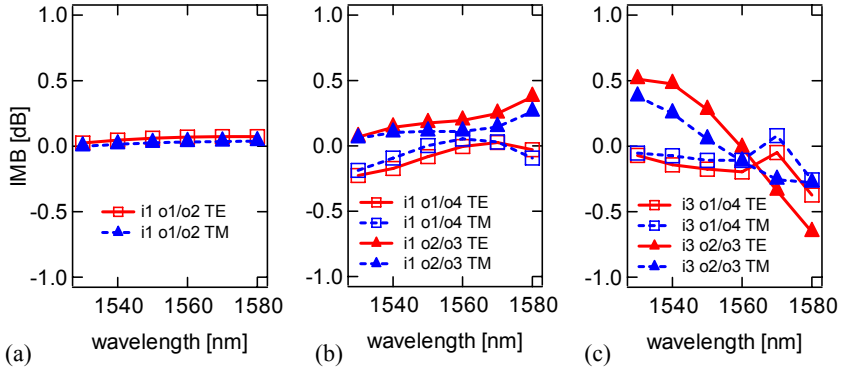 1.0
0.5
0.0
-0.5
-1.0
IMB [dB]
i1 o1/o2 TE
i1 o1/o2 TM
1540
1560
1580
wavelength [nm]
(a)
1.0
0.5
0.0
-0.5
-1.0
i1 o1/o4 TE
i1 o1/o4 TM
i1 o2/o3 TE
i1 o2/o3 TM
1540
1560
1580
wavelength [nm]
(b)
1.0
0.5
0.0
-0.5
-1.0
i3 o1/o4 TE
i3 o1/o4 TM
i3 o2/o3 TE
i3 o2/o3 TM
1540
1560
1580
wavelength [nm]
(c)